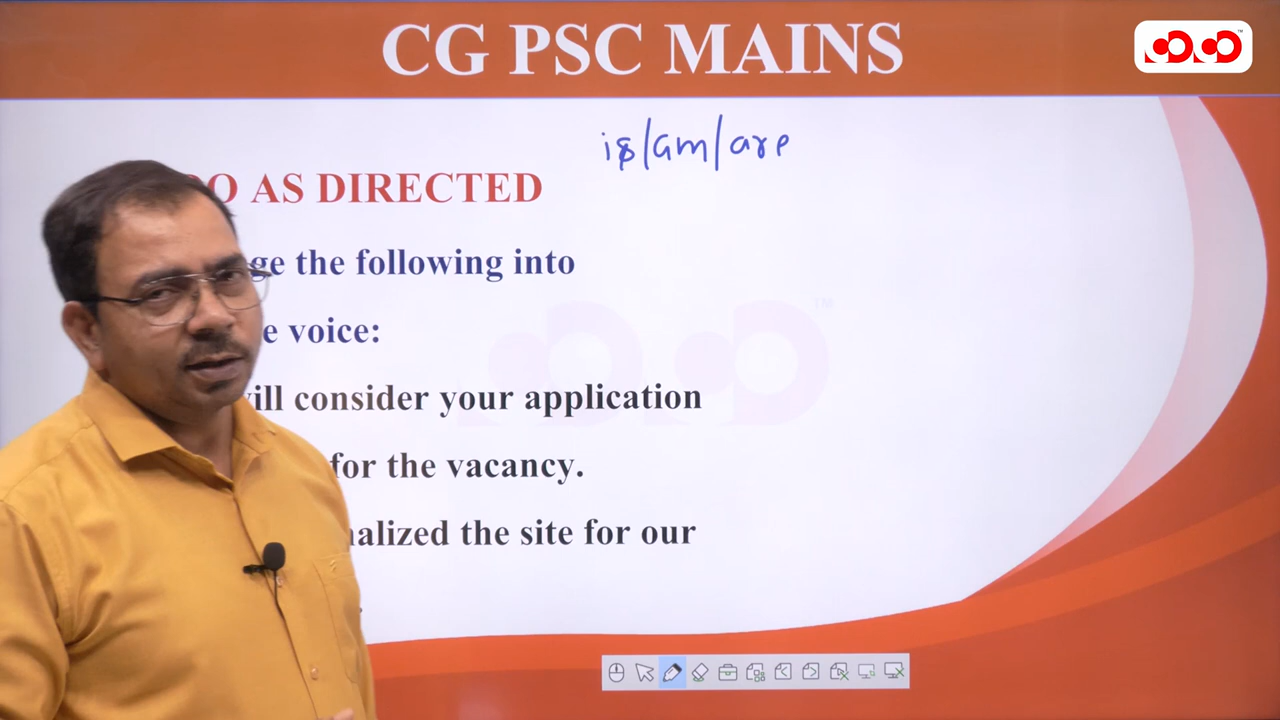 CG PSC MAINS
is/am/are
DO AS DIRECTED
ge the following into
e voice:
will consider your application
for the vacancy.
nalized the site for our